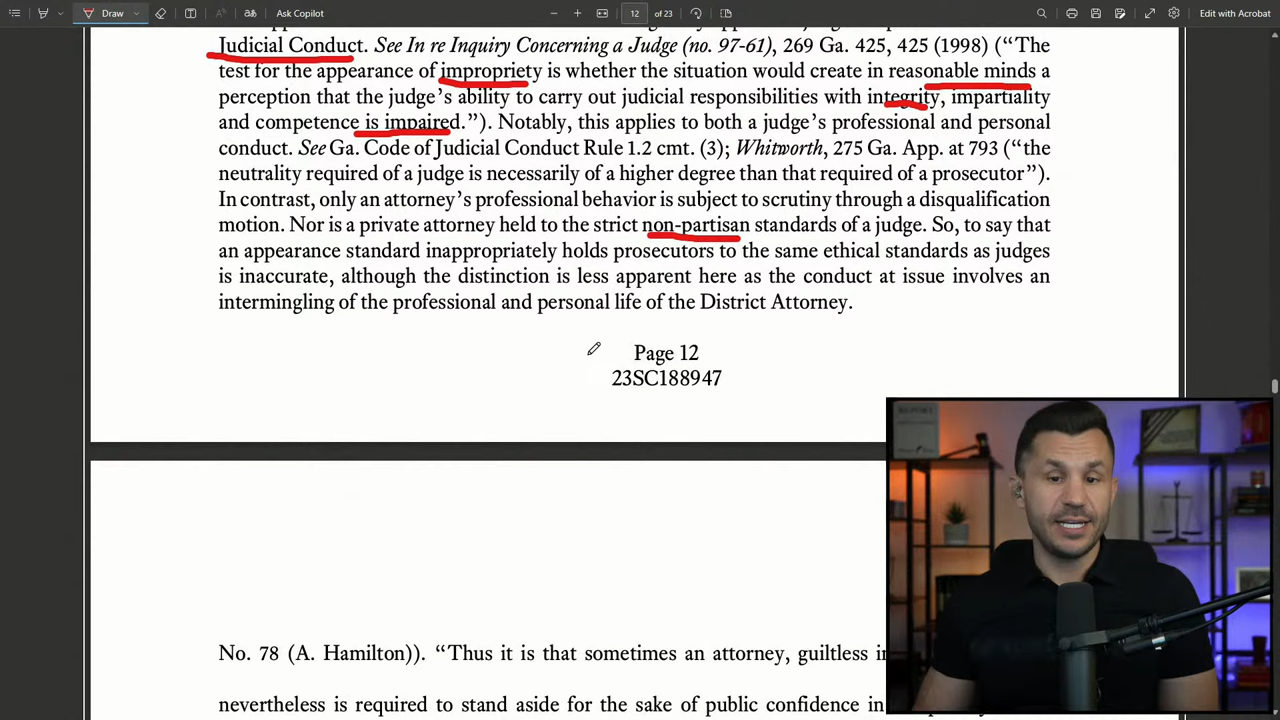 Draw
Ask Copilot
12 of 23
Edit with Acrobat
Judicial Conduct. See In re Inquiry Concerning a Judge (no. 97-61), 269 Ga. 425, 425 (1998) (“The
test for the appearance of impropriety is whether the situation would create in reasonable minds a
perception that the judge’s ability to carry out judicial responsibilities with integrity, impartiality
and competence is impaired.”). Notably, this applies to both a judge’s professional and personal
conduct. See Ga. Code of Judicial Conduct Rule 1.2 cmt. (3); Whitworth, 275 Ga. App. at 793 (“the
neutrality required of a judge is necessarily of a higher degree than that required of a prosecutor”).
In contrast, only an attorney’s professional behavior is subject to scrutiny through a disqualification
motion. Nor is a private attorney held to the strict non-partisan standards of a judge. So, to say that
an appearance standard inappropriately holds prosecutors to the same ethical standards as judges
is inaccurate, although the distinction is less apparent here as the conduct at issue involves an
intermingling of the professional and personal life of the District Attorney.
Page 12
23SC188947
REPORT
No. 78 (A. Hamilton)). “Thus it is that sometimes an attorney, guiltless
nevertheless is required to stand aside for the sake of public confidence in